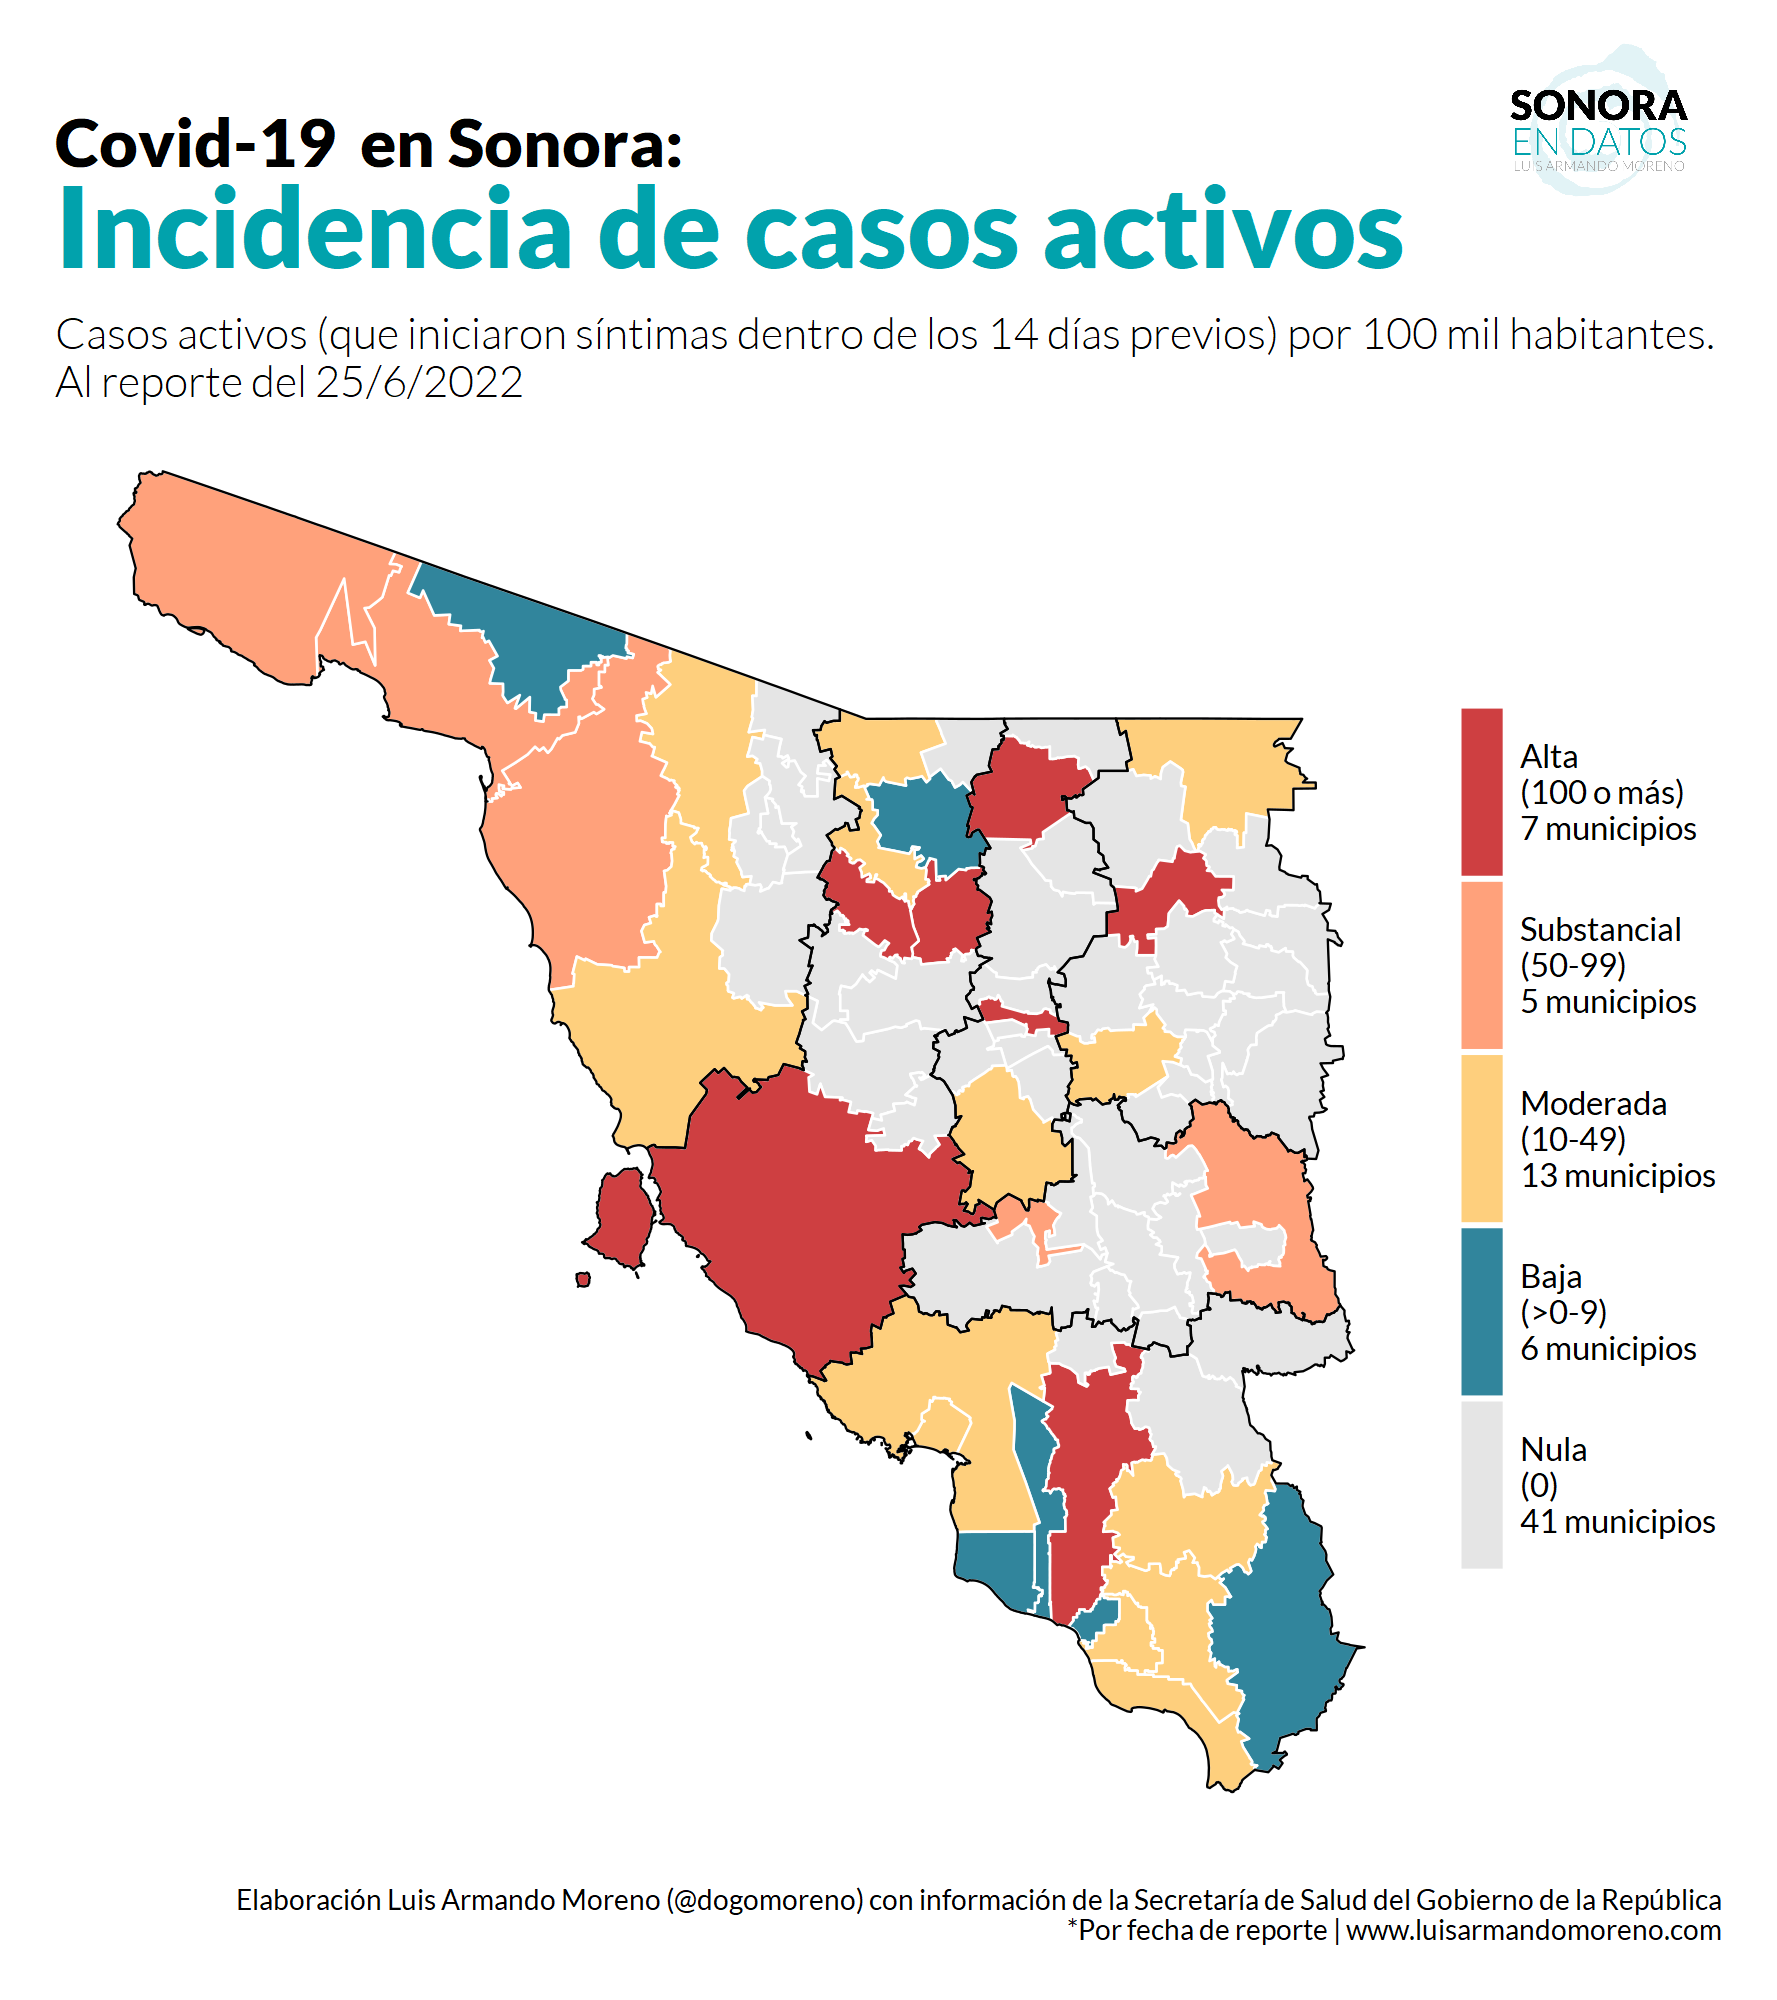 SONORA
EN DATOS
LUIS ARMANDO MORENO
Covid-19 en Sonora:
Incidencia de casos activos
Casos activos (que iniciaron síntimas dentro de los 14 días previos) por 100 mil habitantes.
Al reporte del 25/6/2022
Alta
(100 o más)
7 municipios
Substancial
(50-99)
5 municipios
Moderada
(10-49)
13 municipios
Baja
(>0-9)
6 municipios
Nula
(0)
41 municipios
Elaboración Luis Armando Moreno (@dogomoreno) con información de la Secretaría de Salud del Gobierno de la República
*Por fecha de reporte | www.luisarmandomoreno.com